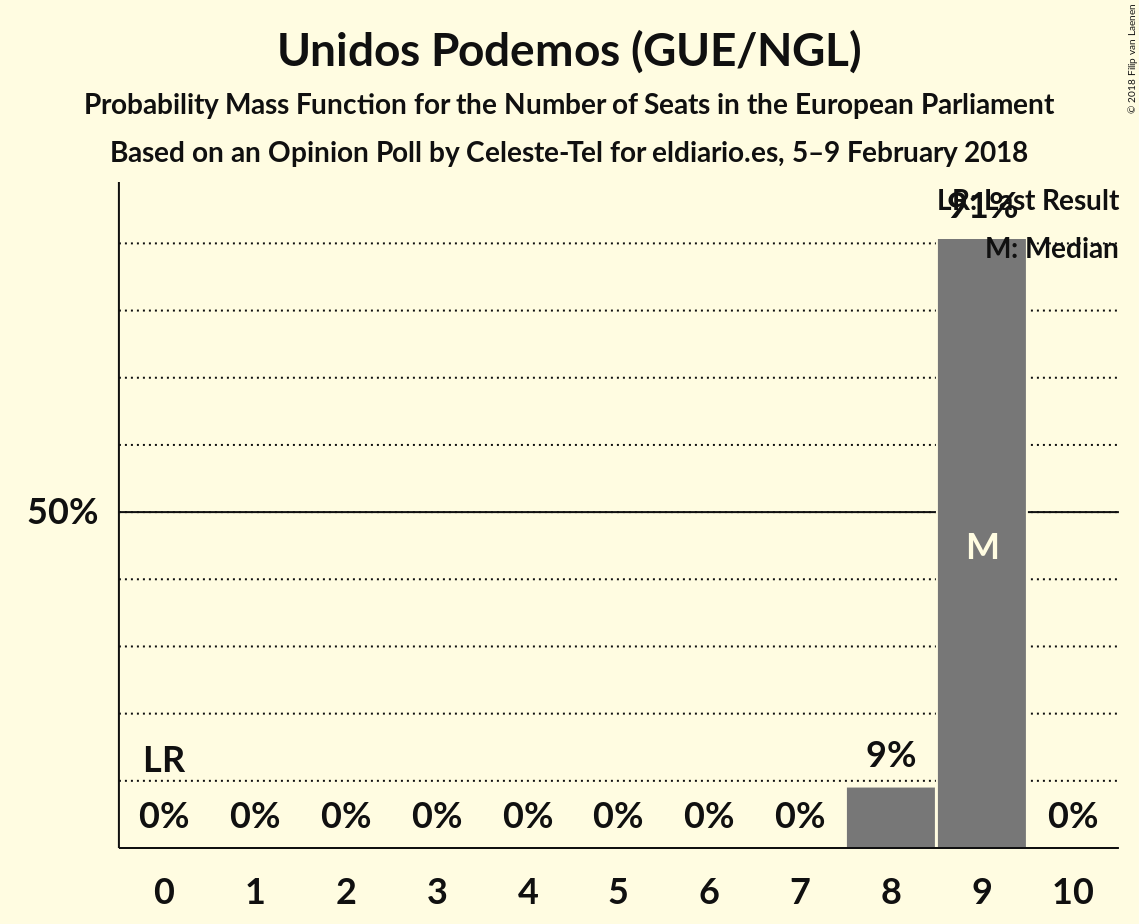 Unidos Podemos (GUE/NGL)
Probability Mass Function for the Number of Seats in the European Parliament
Based on an Opinion Poll by Celeste-Tel for eldiario.es, 5–9 February 2018
© 2018 Filip van Laenen
LR: Last Result
91%
M: Median
50%
M
LR
9%
0% 0% 0% 0% 0% 0% 0% 0% 0%
0 1 2 3 4 5 6 7 8 9 10